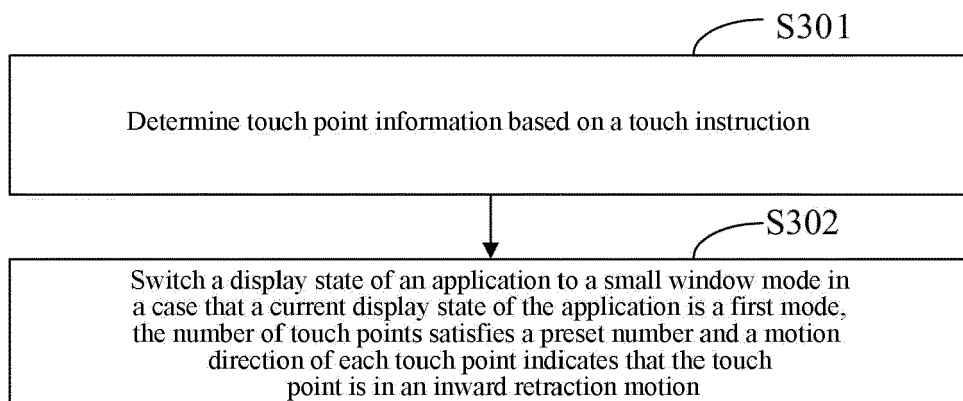 S301
Determine touch point information based on a touch instruction
S302
Switch a display state of an application to a small window mode in
a case that a current display state of the application is a first mode,
the number of touch points satisfies a preset number and a motion
direction of each touch point indicates that the touch
point is in an inward retraction motion